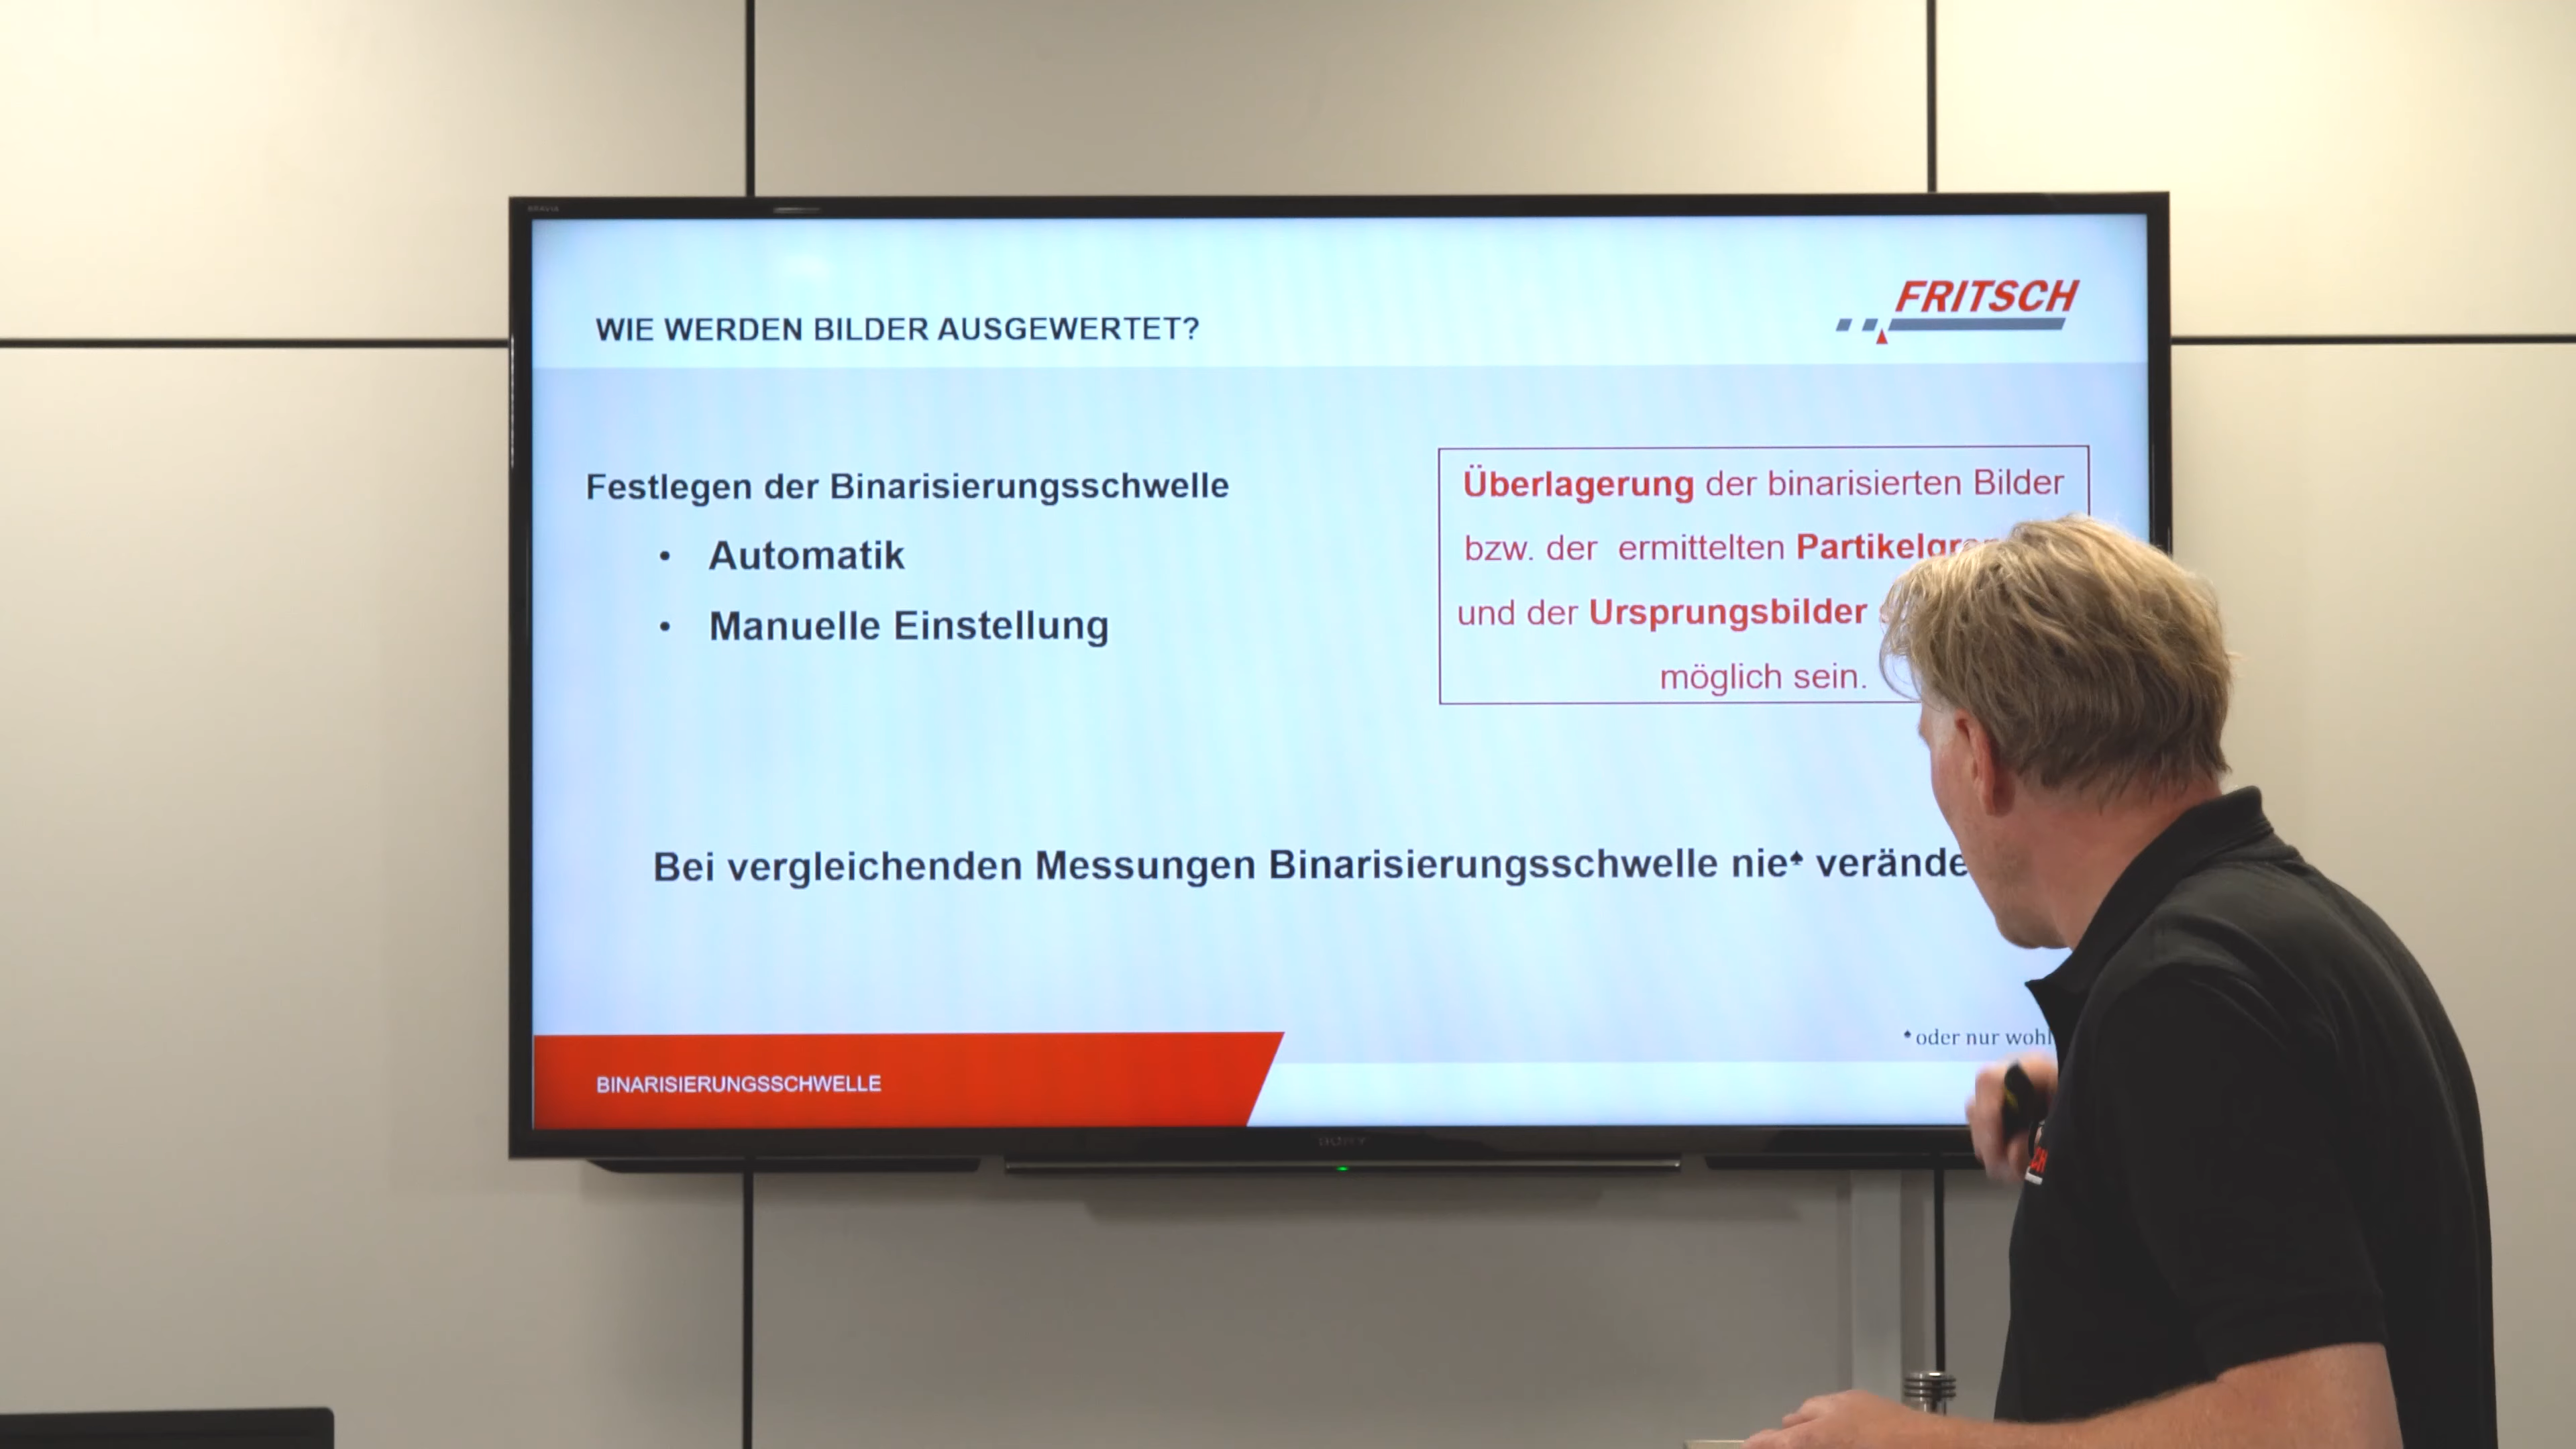 FRITSCH
WIE WERDEN BILDER AUSGEWERTET?
Festlegen der Binarisierungsschwelle
• Automatik
• Manuelle Einstellung
Überlagerung der binarisierten Bilder
bzw. der ermittelten
und der Ursprungsbilder
möglich sein.
Bei vergleichenden Messungen Binarisierungsschwelle nie♠
♠ oder nur
BINARISIERUNGSSCHWELLE
SONY